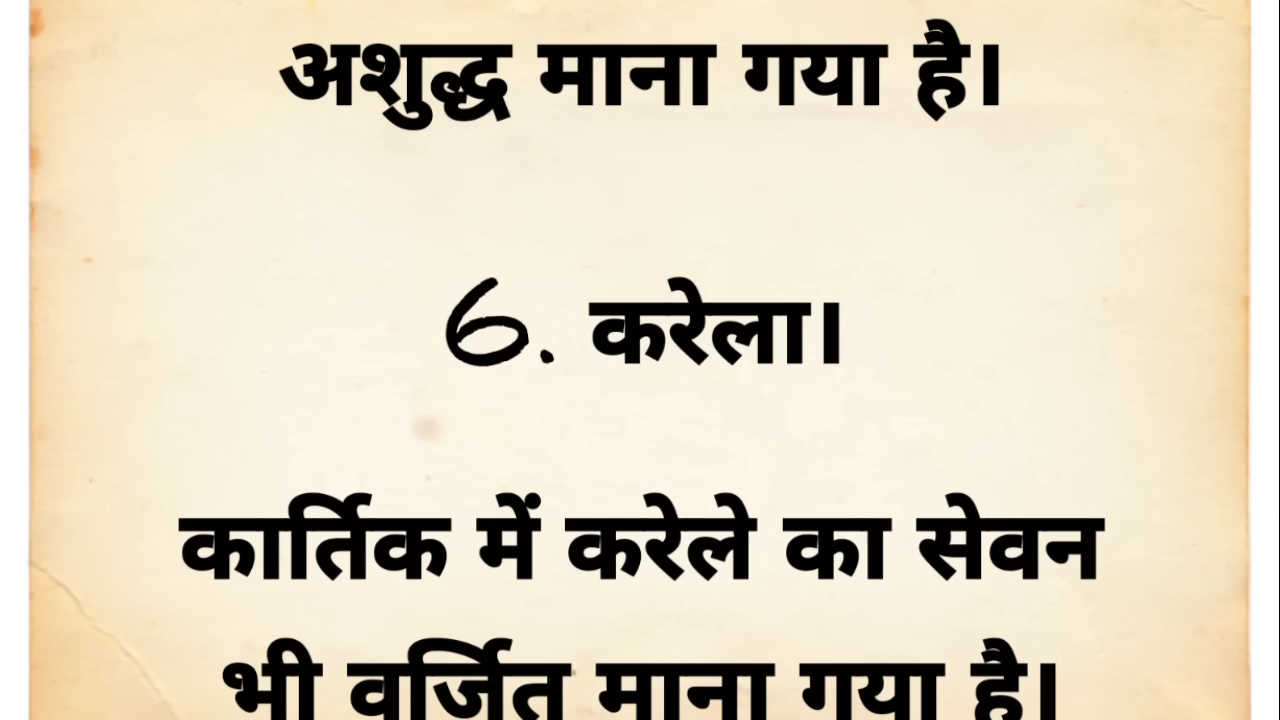 अशुद्ध माना गया है।
6. करेला।
कार्तिक में करेले का सेवन
भी वर्जित माना गया है।